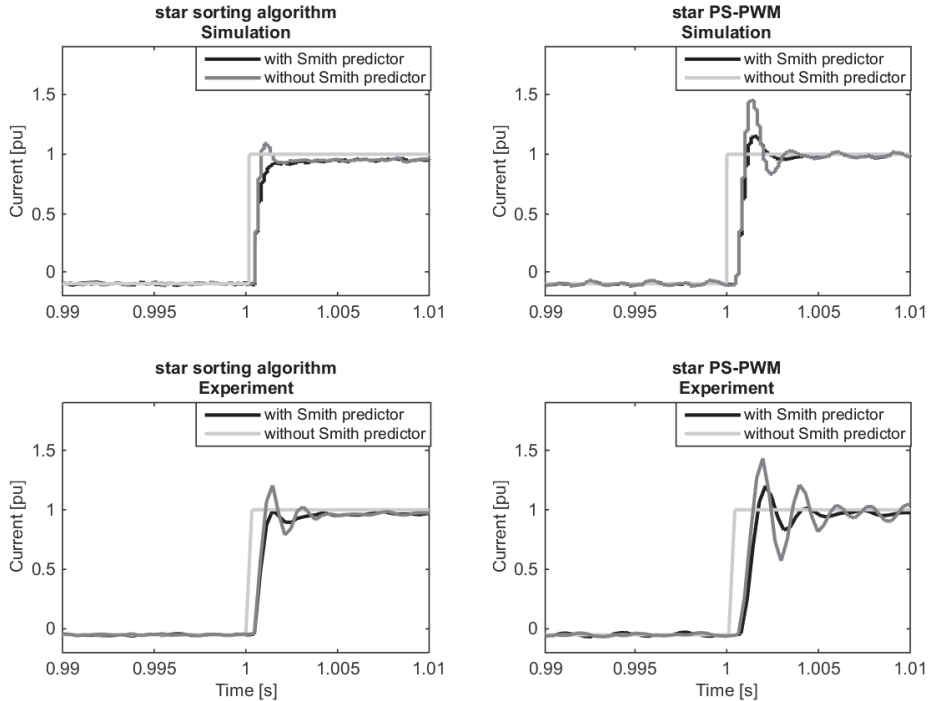 star sorting algorithm
Simulation
with Smith predictor
without Smith predictor
1.5
1
0.5
0
Current [pu]
0.99
0.995
1
1.005
1.01
star PS-PWM
Simulation
with Smith predictor
without Smith predictor
1.5
1
0.5
0
Current [pu]
0.99
0.995
1
1.005
1.01
star sorting algorithm
Experiment
with Smith predictor
without Smith predictor
1.5
1
0.5
0
Current [pu]
0.99
0.995
1
1.005
1.01
Time [s]
star PS-PWM
Experiment
with Smith predictor
without Smith predictor
1.5
1
0.5
0
Current [pu]
0.99
0.995
1
1.005
1.01
Time [s]